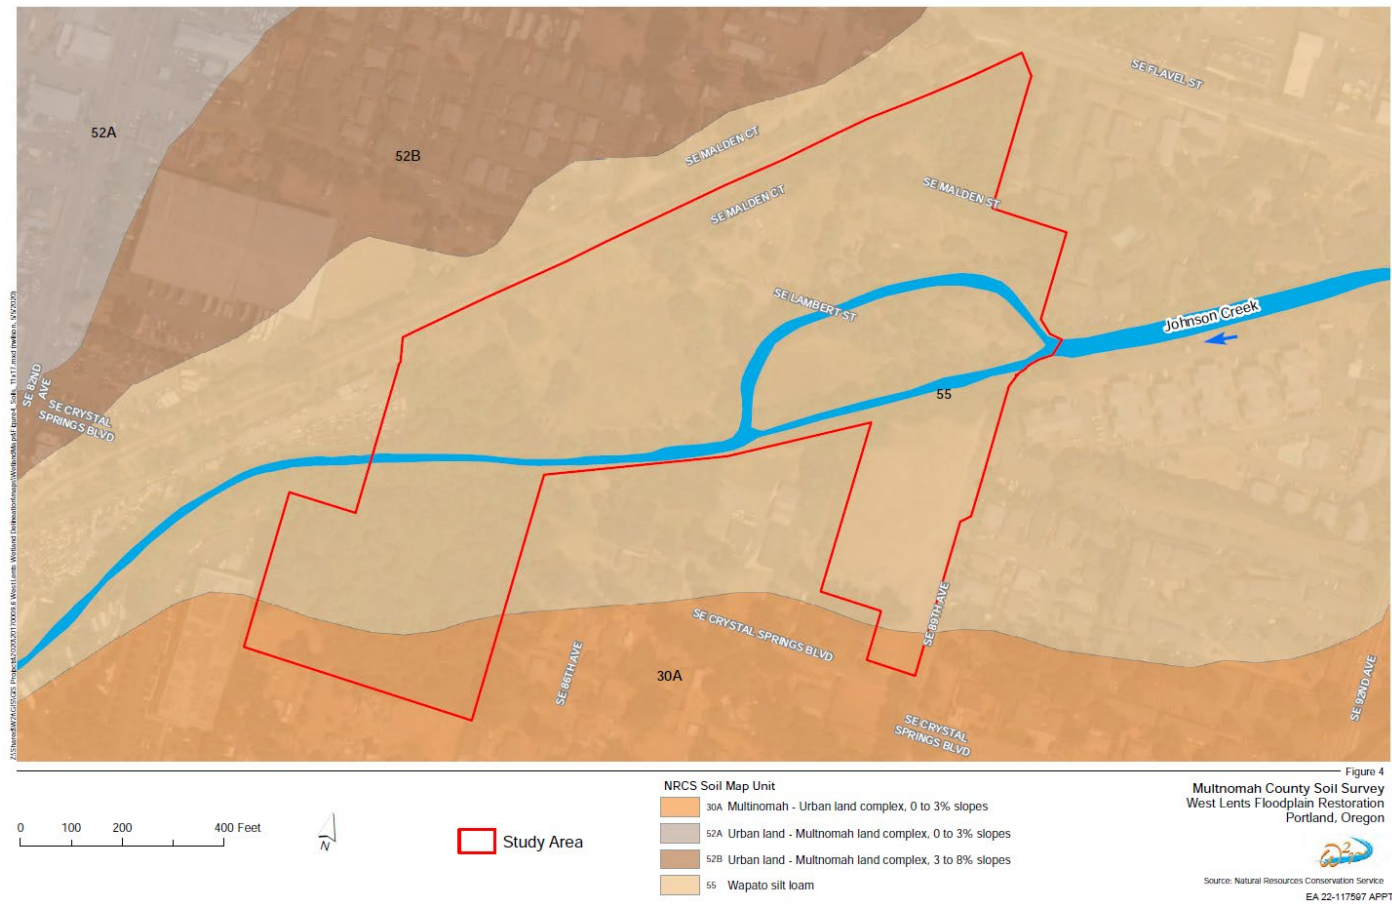 52A
52B
SE FLAVEL ST
SE MALDEN CT
SE MALDEN CT
SE MALDEN ST
SE LAMBERT ST
Johnson Creek
55
SE 82ND
AVE
SE CRYSTAL
SPRINGS BLVD
SE CRYSTAL SPRINGS BLVD
SE 89TH AVE
SE 86TH AVE
30A
SE CRYSTAL
SPRINGS BLVD
SE 92ND AVE
Figure 4
NRCS Soil Map Unit
30A Multinomah - Urban land complex, 0 to 3% slopes
52A Urban land - Multnomah land complex, 0 to 3% slopes
52B Urban land - Multnomah land complex, 3 to 8% slopes
55 Wapato silt loam
0 100 200 400 Feet
N
Study Area
Multnomah County Soil Survey
West Lents Floodplain Restoration
Portland, Oregon
Source: Natural Resources Conservation Service
EA 22-117597 APPT